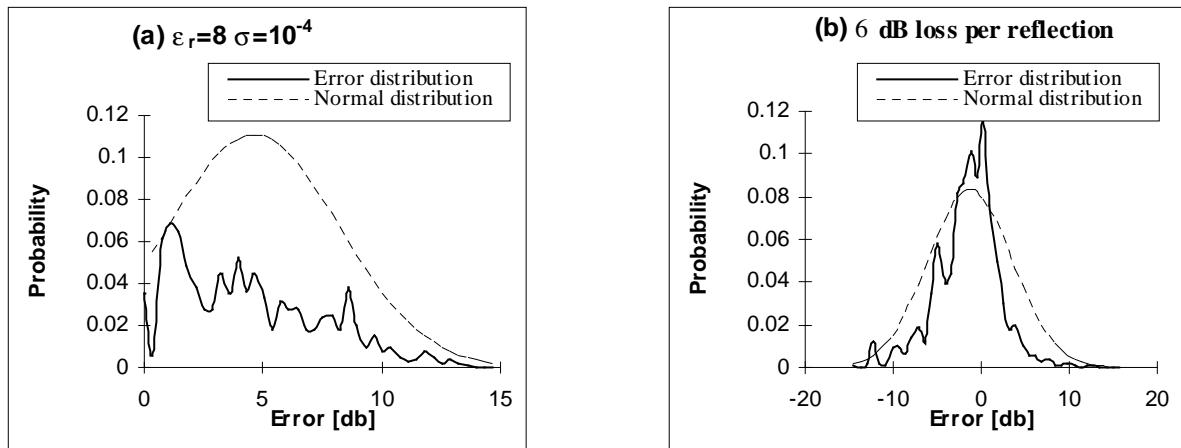 (a) εr=8 σ=10-4
Error distribution
Normal distribution
0.12
0.1
0.08
0.06
0.04
0.02
0
Probability
0
5
10
15
Error [db]
(b) 6 dB loss per reflection
Error distribution
Normal distribution
0.12
0.1
0.08
0.06
0.04
0.02
0
Probability
-20
-10
0
10
20
Error [db]